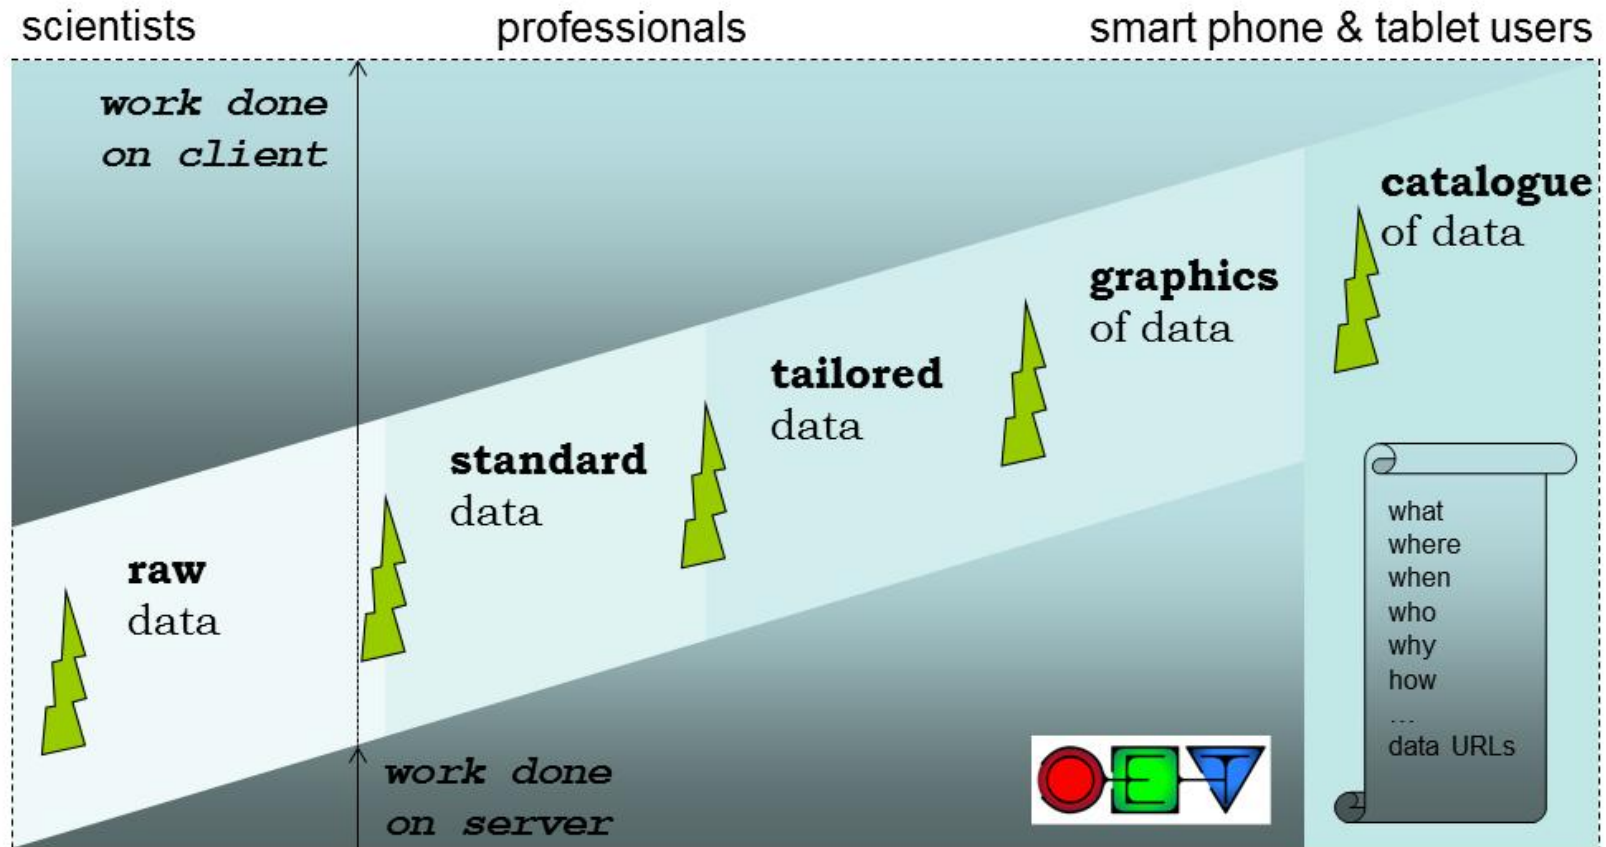 scientists
professionals
smart phone & tablet users
work done
on client
catalogue
of data
graphics
of data
tailored
data
standard
data
raw
data
what
where
when
who
why
how
...
data URLs
work done
on server